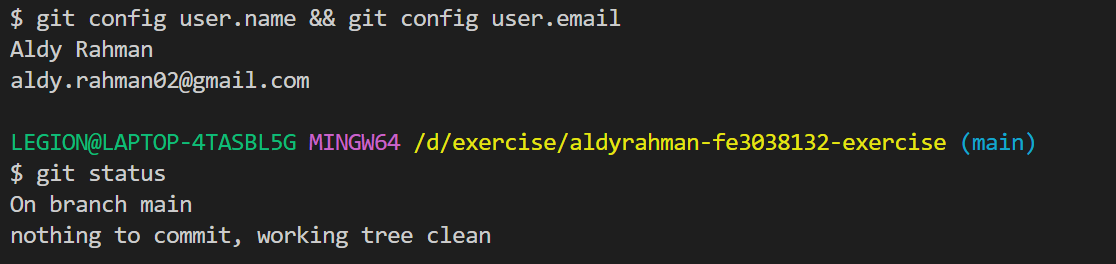 $ git config user.name && git config user.email
Aldy Rahman
aldy.rahman02@gmail.com
LEGION@LAPTOP-4TASBL5G MINGW64 /d/exercise/aldyrahman-fe3038132-exercise (main)
$ git status
On branch main
nothing to commit, working tree clean